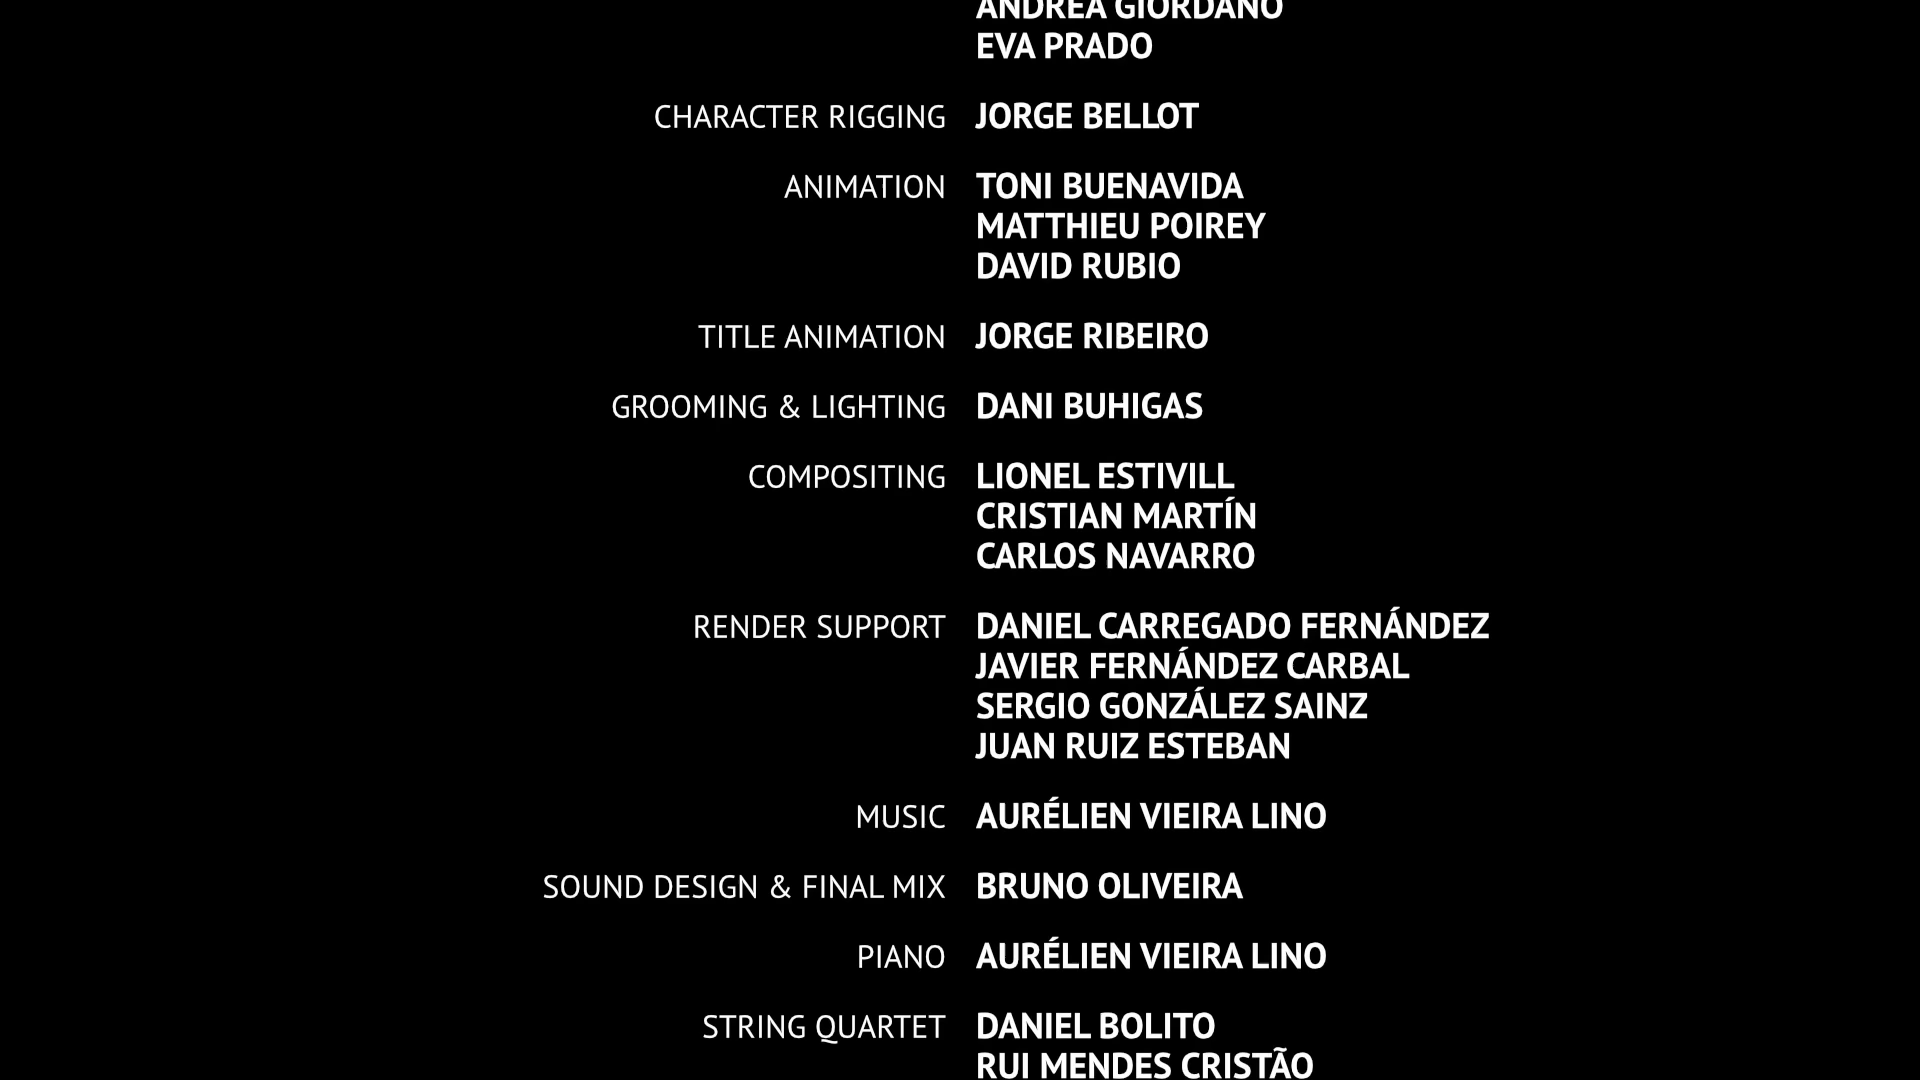 ANDREA GIORDANO
EVA PRADO
CHARACTER RIGGING JORGE BELLOT
ANIMATION TONI BUENAVIDA
MATTHIEU POIREY
DAVID RUBIO
TITLE ANIMATION JORGE RIBEIRO
GROOMING & LIGHTING DANI BUHIGAS
COMPOSITING LIONEL ESTIVILL
CRISTIAN MARTÍN
CARLOS NAVARRO
RENDER SUPPORT DANIEL CARREGADO FERNÁNDEZ
JAVIER FERNÁNDEZ CARBAL
SERGIO GONZÁLEZ SAINZ
JUAN RUIZ ESTEBAN
MUSIC AURÉLIEN VIEIRA LINO
SOUND DESIGN & FINAL MIX BRUNO OLIVEIRA
PIANO AURÉLIEN VIEIRA LINO
STRING QUARTET DANIEL BOLITO
RUI MENDES CRISTÃO